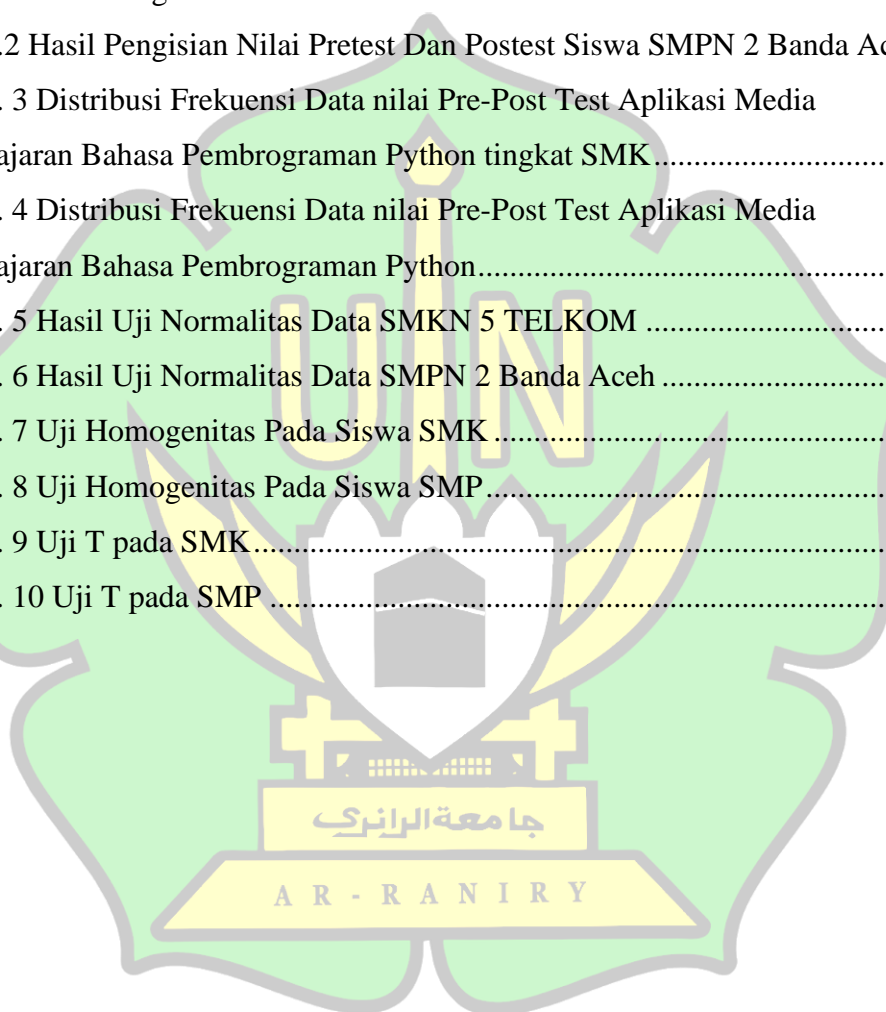 .2 Hasil Pengisian Nilai Pretest Dan Postest Siswa SMPN 2 Banda Ac
. 3 Distribusi Frekuensi Data nilai Pre-Post Test Aplikasi Media
ajaran Bahasa Pembrograman Python tingkat SMK..............................
. 4 Distribusi Frekuensi Data nilai Pre-Post Test Aplikasi Media
ajaran Bahasa Pembrograman Python.....................................................
. 5 Hasil Uji Normalitas Data SMKN 5 TELKOM ...............................
. 6 Hasil Uji Normalitas Data SMPN 2 Banda Aceh .............................
. 7 Uji Homogenitas Pada Siswa SMK ..................................................
. 8 Uji Homogenitas Pada Siswa SMP...................................................
. 9 Uji T pada SMK.................................................................................
. 10 Uji T pada SMP ...............................................................................
UIN
جامعة الرانري
AR-RANIRY